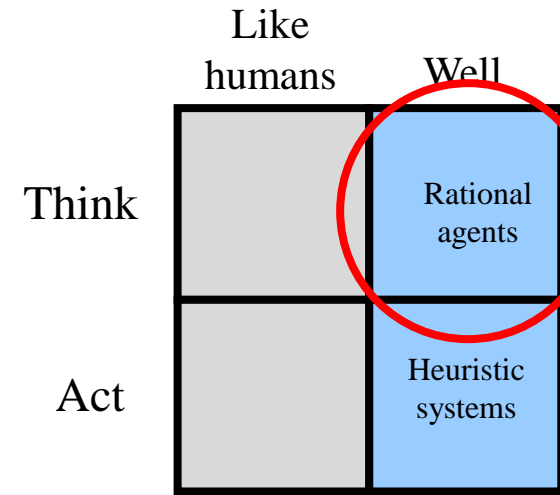 Like
humans
Well
Think
Rational
agents
Act
Heuristic
systems